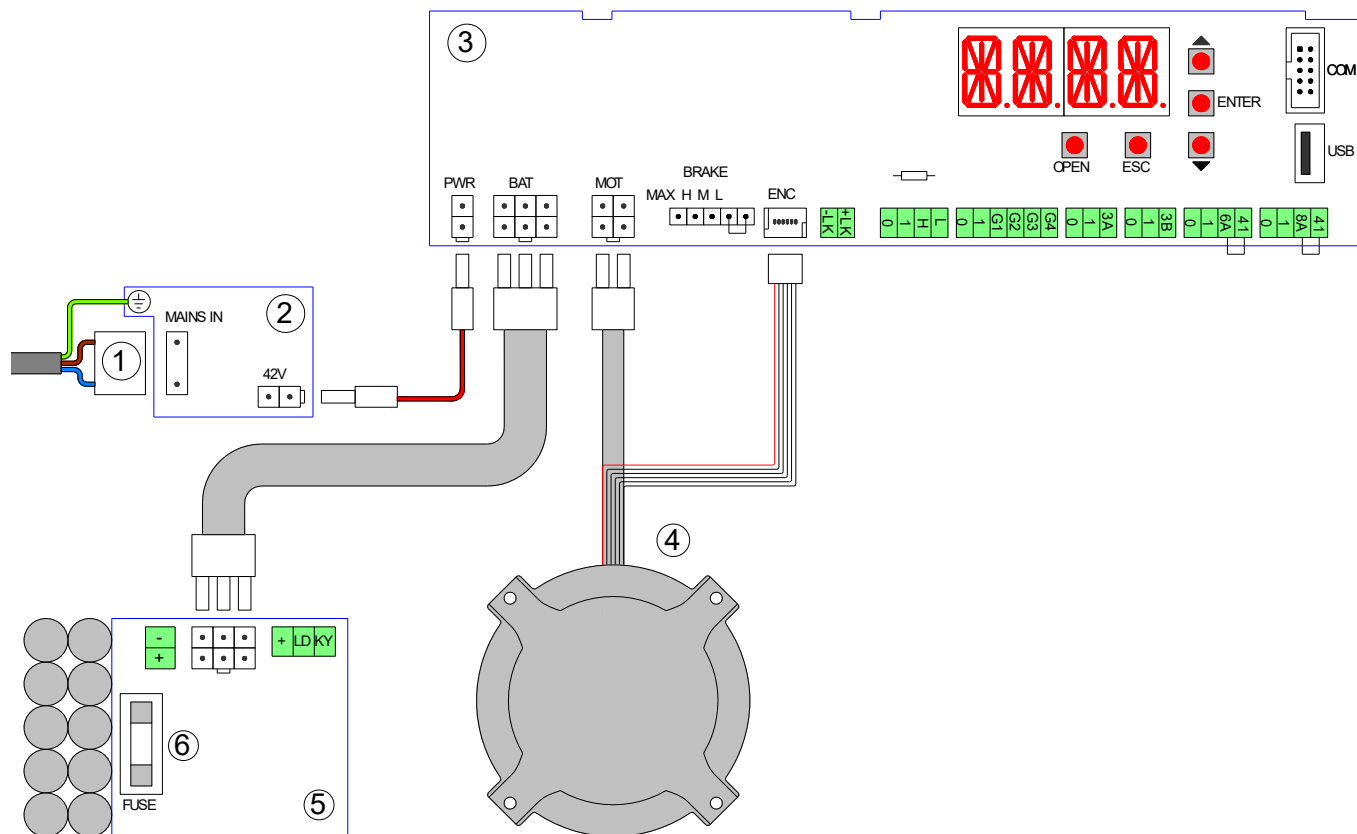 3
COM
ENTER
USB
OPEN
ESC
PWR
BAT
MOT
BRAKE
MAX H M L
ENC
-LK
+LK
0
1
H
L
0
1
G1
G2
G3
G4
0
1
3A
0
1
3B
0
1
6A
41
0
1
8A
41
2
MAINS IN
1
42V
4
-
+
+
LD
KY
6
FUSE
5